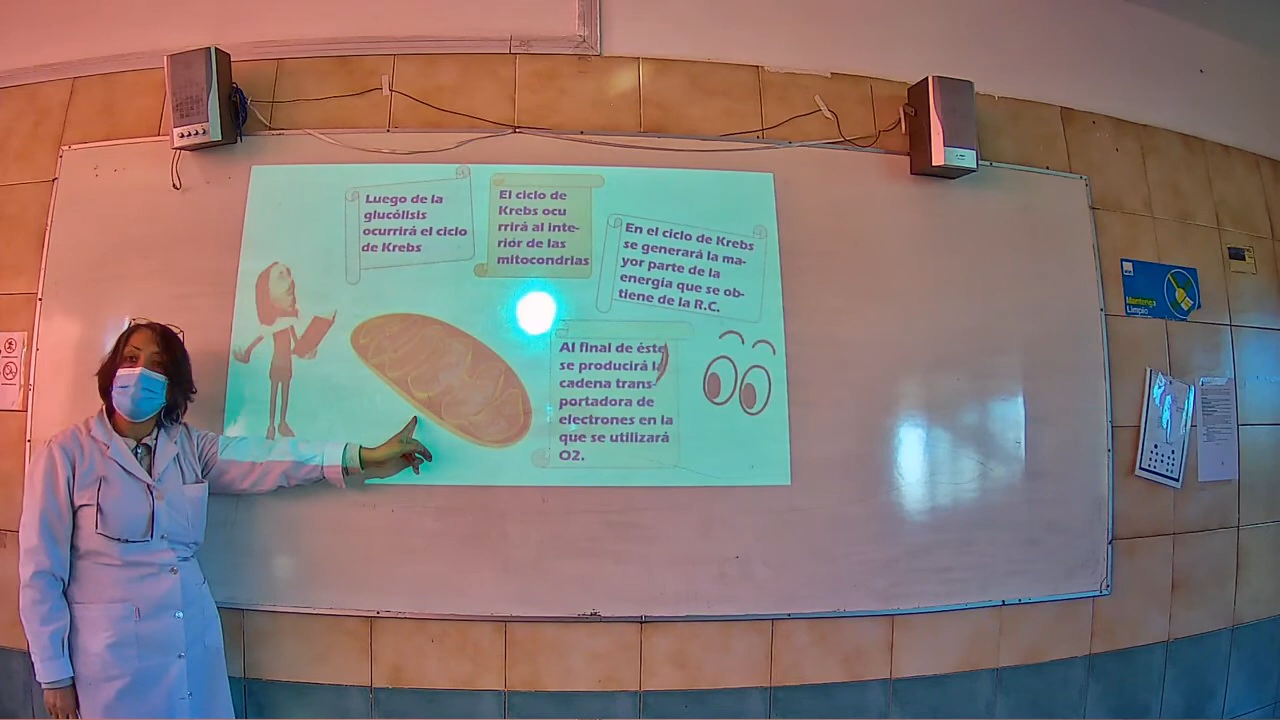 Luego de la
glucólisis
ocurrirá el ciclo
de Krebs
El ciclo de
Krebs ocu
rrirá al inte-
riór de las
mitocondrias
En el ciclo de Krebs
se generará la ma-
yor parte de la
energía que se ob-
tiene de la R.C.
Al final de éste
se producirá la
cadena trans-
portadora de
electrones en la
que se utilizará
O2.
Mantenga
Limpio